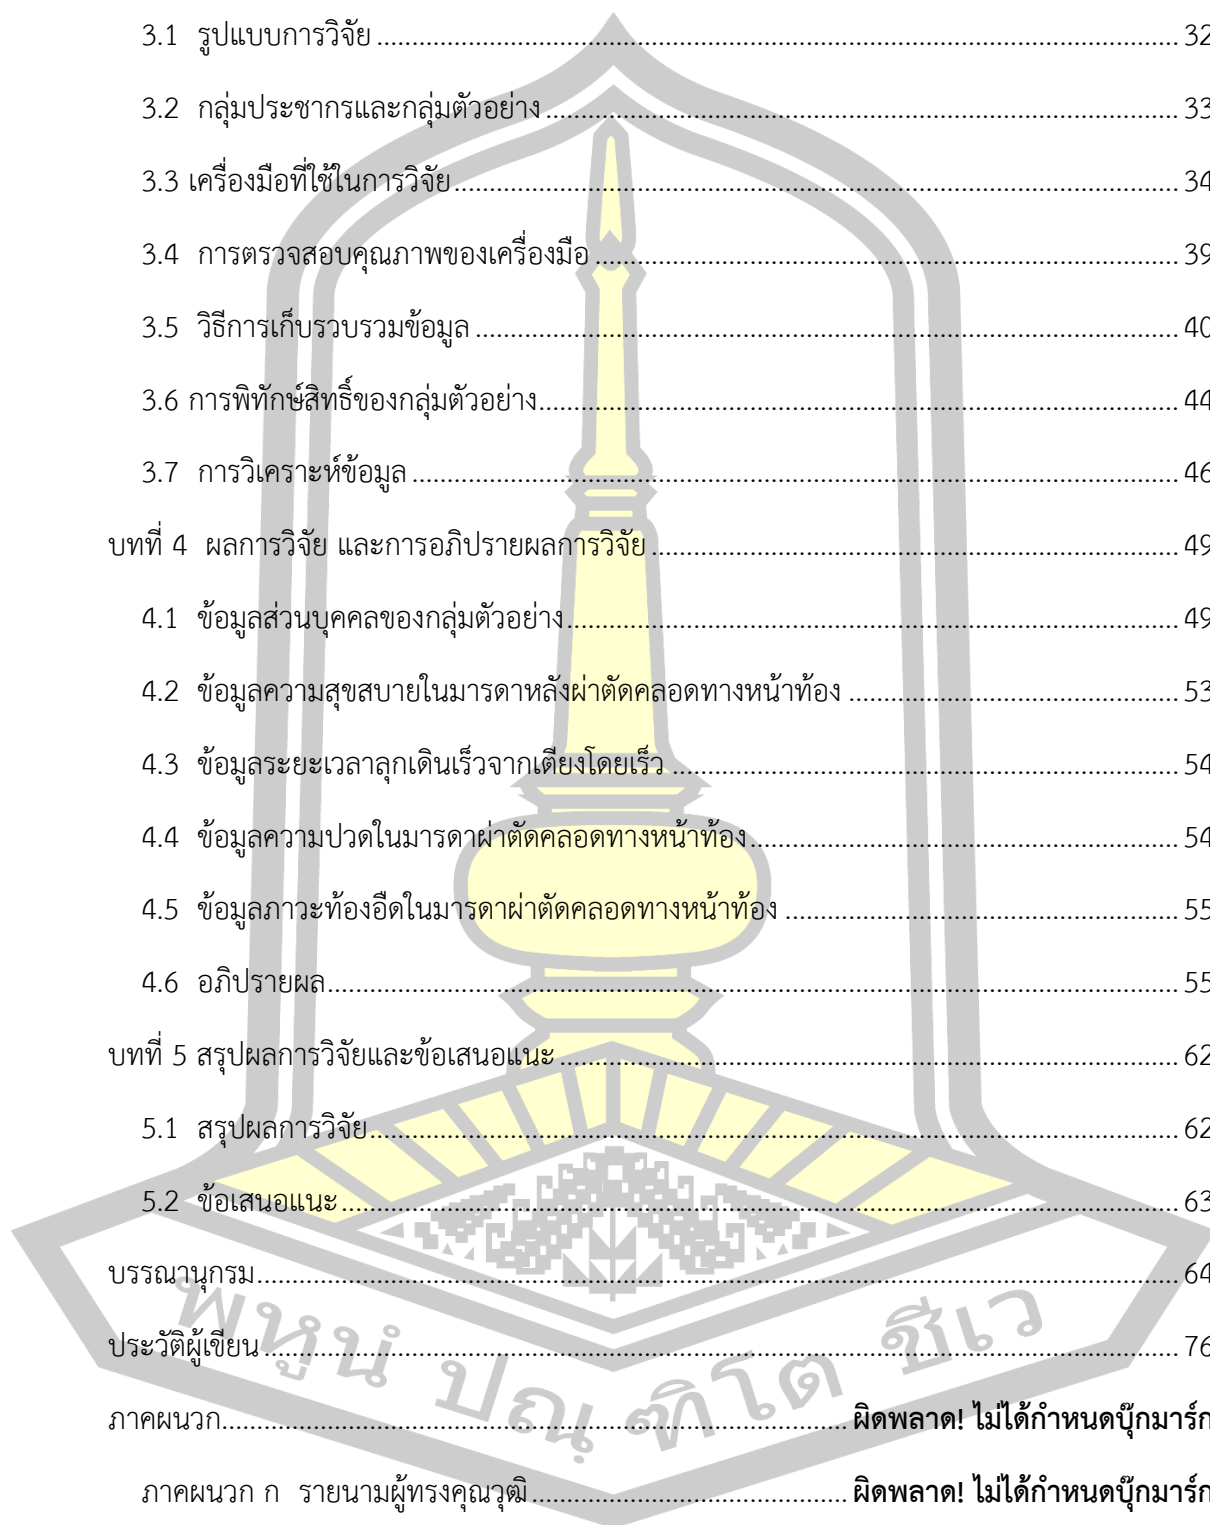 3.1 รูปแบบการวิจัย ........ 32
3.2 กลุ่มประชากรและกลุ่มตัวอย่าง ........ 33
3.3 เครื่องมือที่ใช้ในการวิจัย ........ 34
3.4 การตรวจสอบคุณภาพของเครื่องมือ ........ 39
3.5 วิธีการเก็บรวบรวมข้อมูล ........ 40
3.6 การพิทักษ์สิทธิ์ของกลุ่มตัวอย่าง ........ 44
3.7 การวิเคราะห์ข้อมูล ........ 46
บทที่ 4 ผลการวิจัย และการอภิปรายผลการวิจัย ........ 49
4.1 ข้อมูลส่วนบุคคลของกลุ่มตัวอย่าง ........ 49
4.2 ข้อมูลความสุขสบายในมารดาหลังผ่าตัดคลอดทางหน้าท้อง ........ 53
4.3 ข้อมูลระยะเวลาลุกเดินเร็วจากเตียงโดยเร็ว ........ 54
4.4 ข้อมูลความปวดในมารดาผ่าตัดคลอดทางหน้าท้อง ........ 54
4.5 ข้อมูลภาวะท้องอืดในมารดาผ่าตัดคลอดทางหน้าท้อง ........ 55
4.6 อภิปรายผล ........ 55
บทที่ 5 สรุปผลการวิจัยและข้อเสนอแนะ ........ 62
5.1 สรุปผลการวิจัย ........ 62
5.2 ข้อเสนอแนะ ........ 63
บรรณานุกรม ........ 64
ประวัติผู้เขียน ........ 76
ภาคผนวก ........ ผิดพลาด! ไม่ได้กำหนดบุ๊กมาร์ก
ภาคผนวก ก รายนามผู้ทรงคุณวุฒิ ........ ผิดพลาด! ไม่ได้กำหนดบุ๊กมาร์ก
พหูนํ ปณฺฑิโต ชีเว